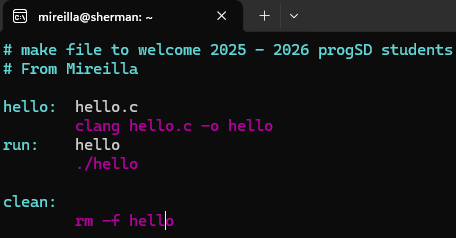 mireilla@sherman: ~
# make file to welcome 2025 - 2026 progSD students
# From Mireilla
hello:  hello.c
        clang hello.c -o hello
run:    hello
        ./hello
clean:
        rm -f hello